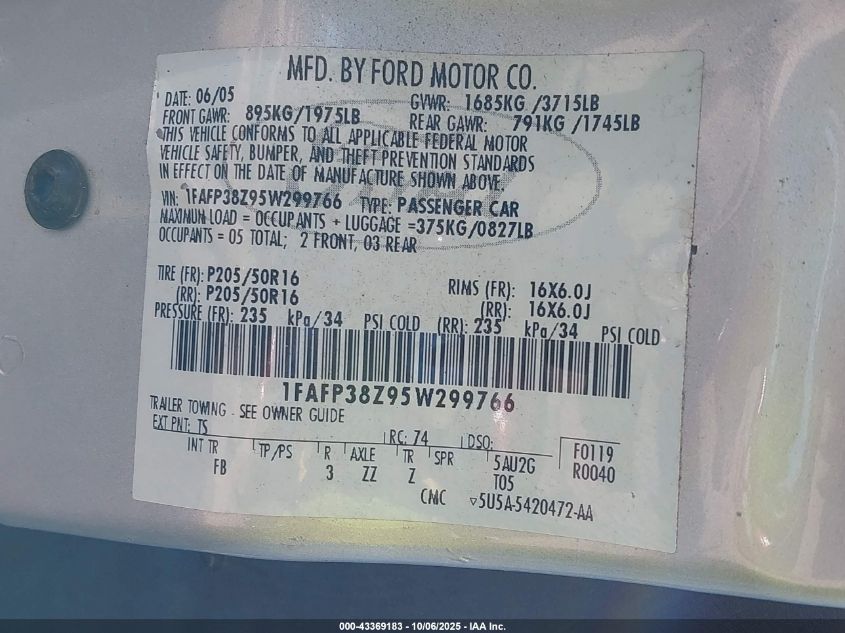 MFD. BY FORD MOTOR CO.
DATE: 06/05 GVWR: 1685KG /3715LB
FRONT GAWR: 895KG/1975LB REAR GAWR: 791KG /1745LB
THIS VEHICLE CONFORMS TO ALL APPLICABLE FEDERAL MOTOR
VEHICLE SAFETY, BUMPER, AND THEFT PREVENTION STANDARDS
IN EFFECT ON THE DATE OF MANUFACTURE SHOWN ABOVE.
VIN: 1FAFP38Z95W299766 TYPE: PASSENGER CAR
MAXIMUM LOAD = OCCUPANTS + LUGGAGE =375KG/0827LB
OCCUPANTS = 05 TOTAL; 2 FRONT, 03 REAR
TIRE (FR): P205/50R16 RIMS (FR): 16X6.0J
(RR): P205/50R16 (RR): 16X6.0J
PRESSURE (FR): 235 kPa/34 PSI COLD (RR): 235 kPa/34 PSI COLD
1FAFP38Z95W299766
TRAILER TOWING - SEE OWNER GUIDE
EXT PNT: TS RC: 74 DSO: F0119
INT TR TP/PS R AXLE TR SPR 5AU2G R0040
FB 3 ZZ Z T05
CMC ▽5U5A-5420472-AA
000-43369183 - 10/06/2025 - IAA Inc.